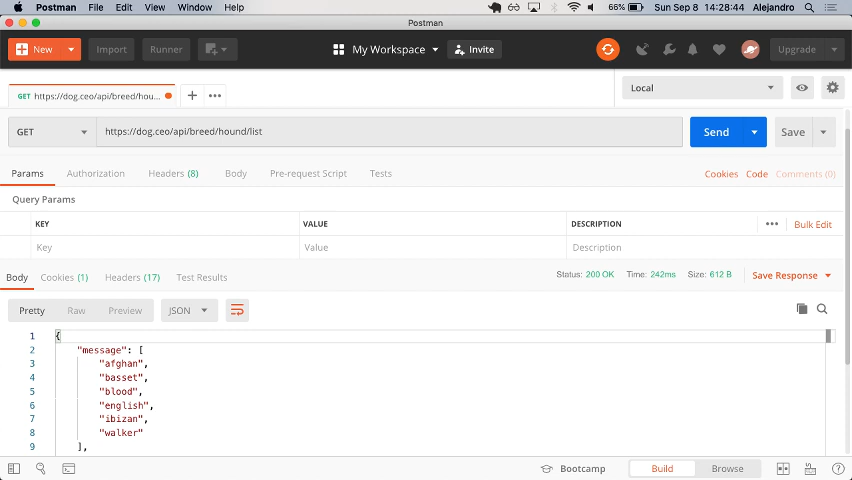 Postman File Edit View Window Help 66% Sun Sep 8 14:28:44 Alejandro
Postman
New Import Runner My Workspace Invite Upgrade
GET https://dog.ceo/api/breed/hou... Local
GET https://dog.ceo/api/breed/hound/list Send Save
Params Authorization Headers (8) Body Pre-request Script Tests Cookies Code Comments (0)
Query Params
KEY VALUE DESCRIPTION Bulk Edit
Key Value Description
Body Cookies (1) Headers (17) Test Results Status: 200 OK Time: 242ms Size: 612 B Save Response
Pretty Raw Preview JSON
1 {
2 "message": [
3 "afghan",
4 "basset",
5 "blood",
6 "english",
7 "ibizan",
8 "walker"
9 ],
Bootcamp Build Browse